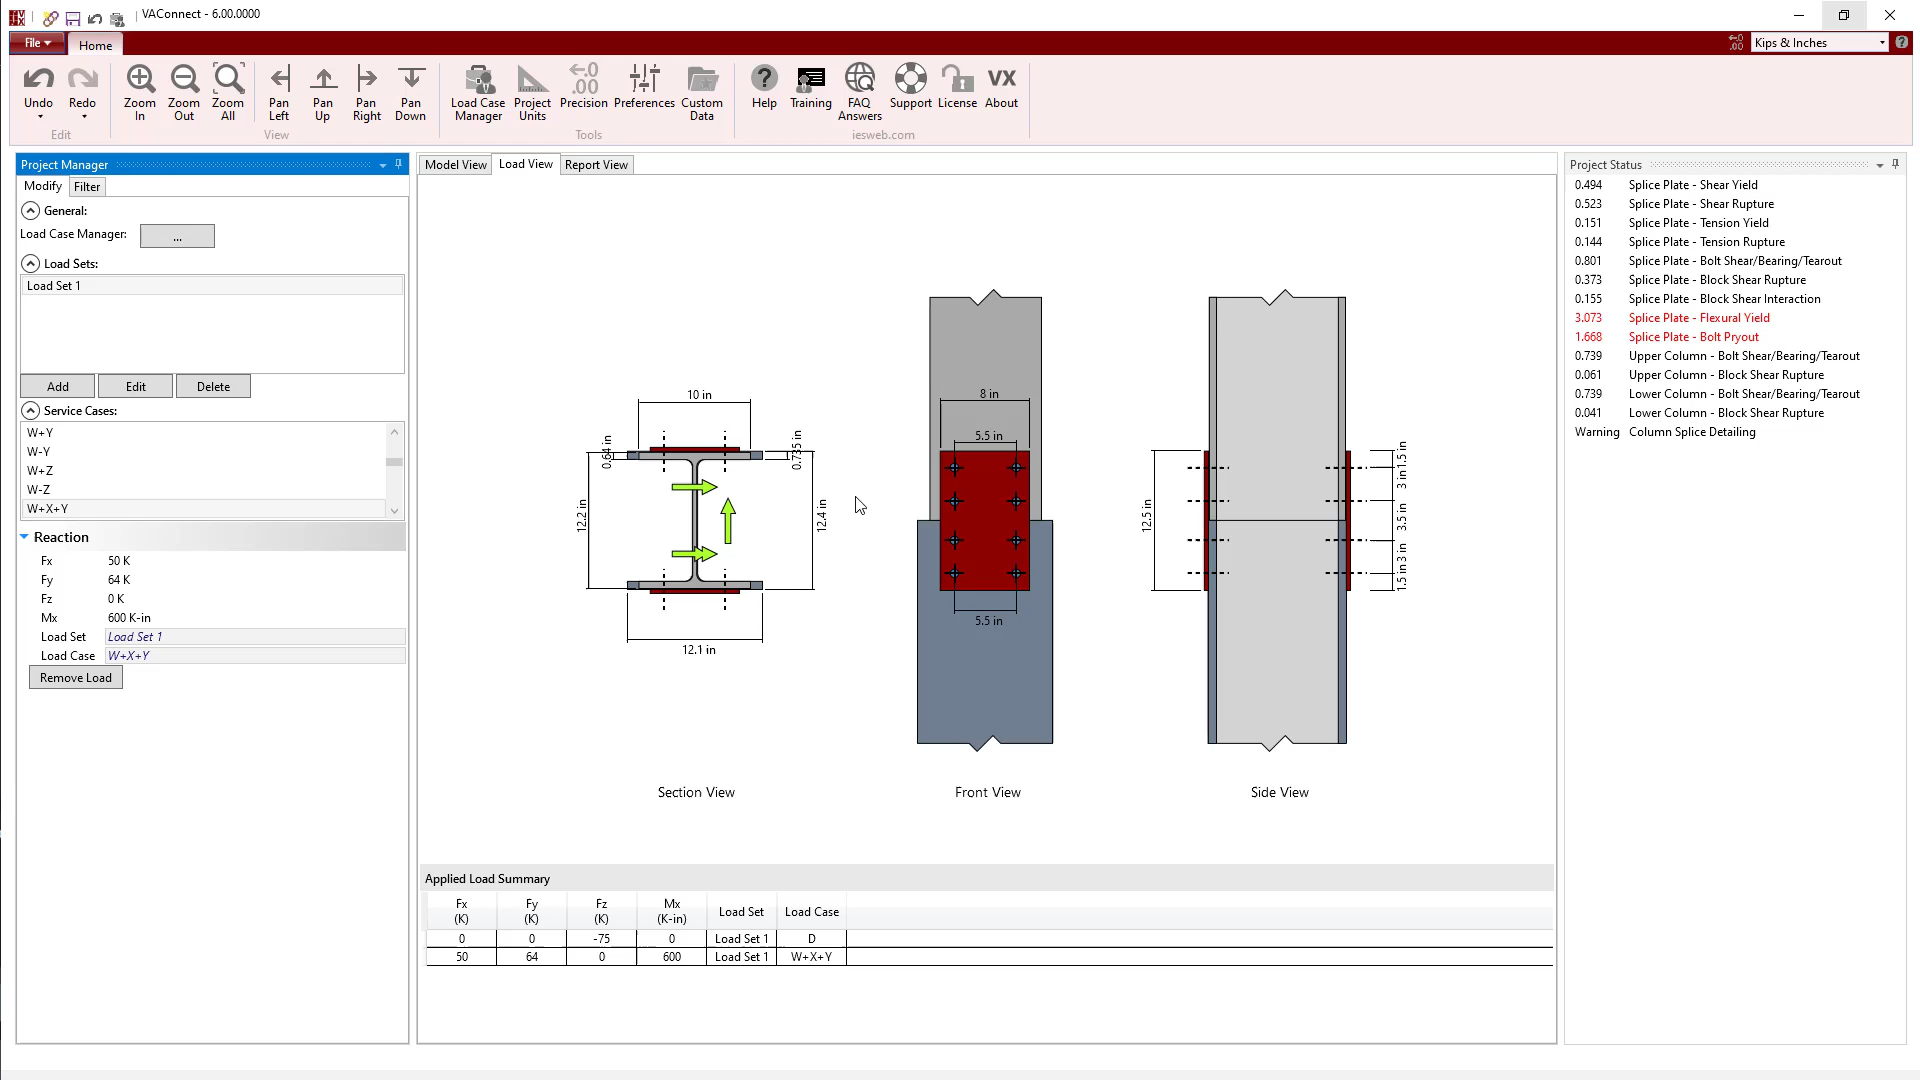 VAConnect - 6.00.0000
File
Home
Kips & Inches
Undo
Redo
Edit
Zoom In
Zoom Out
Zoom All
Pan Left
Pan Up
Pan Right
Pan Down
View
Load Case Manager
Project Units
Precision
Preferences
Custom Data
Tools
Help
Training
FAQ Answers
Support
License
VX
About
iesweb.com
Project Manager
Modify
Filter
General:
Load Case Manager:
...
Load Sets:
Load Set 1
Add
Edit
Delete
Service Cases:
W+Y
W-Y
W+Z
W-Z
W+X+Y
Reaction
Fx 50 K
Fy 64 K
Fz 0 K
Mx 600 K-in
Load Set Load Set 1
Load Case W+X+Y
Remove Load
Model View
Load View
Report View
10 in
0.64 in
0.735 in
12.2 in
12.4 in
12.1 in
Section View
8 in
5.5 in
5.5 in
Front View
12.5 in
1.5 in
3 in
3.5 in
3 in
1.5 in
Side View
Applied Load Summary
Fx (K) Fy (K) Fz (K) Mx (K-in) Load Set Load Case
0 0 -75 0 Load Set 1 D
50 64 0 600 Load Set 1 W+X+Y
Project Status
0.494 Splice Plate - Shear Yield
0.523 Splice Plate - Shear Rupture
0.151 Splice Plate - Tension Yield
0.144 Splice Plate - Tension Rupture
0.801 Splice Plate - Bolt Shear/Bearing/Tearout
0.373 Splice Plate - Block Shear Rupture
0.155 Splice Plate - Block Shear Interaction
3.073 Splice Plate - Flexural Yield
1.668 Splice Plate - Bolt Pryout
0.739 Upper Column - Bolt Shear/Bearing/Tearout
0.061 Upper Column - Block Shear Rupture
0.739 Lower Column - Bolt Shear/Bearing/Tearout
0.041 Lower Column - Block Shear Rupture
Warning Column Splice Detailing